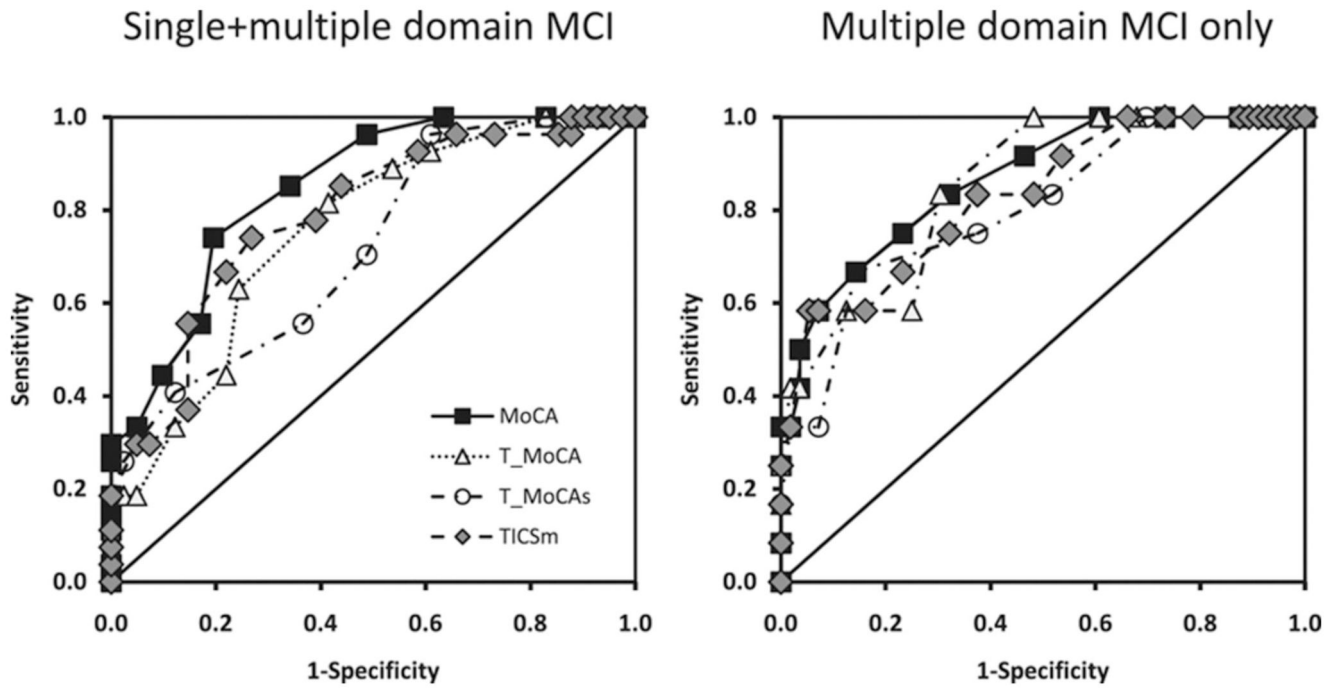 Single+multiple domain MCI
Multiple domain MCI only
Sensitivity
1.0
0.8
0.6
0.4
0.2
0.0
MoCA
T_MoCA
T_MoCAs
TICSm
0.0 0.2 0.4 0.6 0.8 1.0
1-Specificity
Sensitivity
1.0
0.8
0.6
0.4
0.2
0.0
0.0 0.2 0.4 0.6 0.8 1.0
1-Specificity